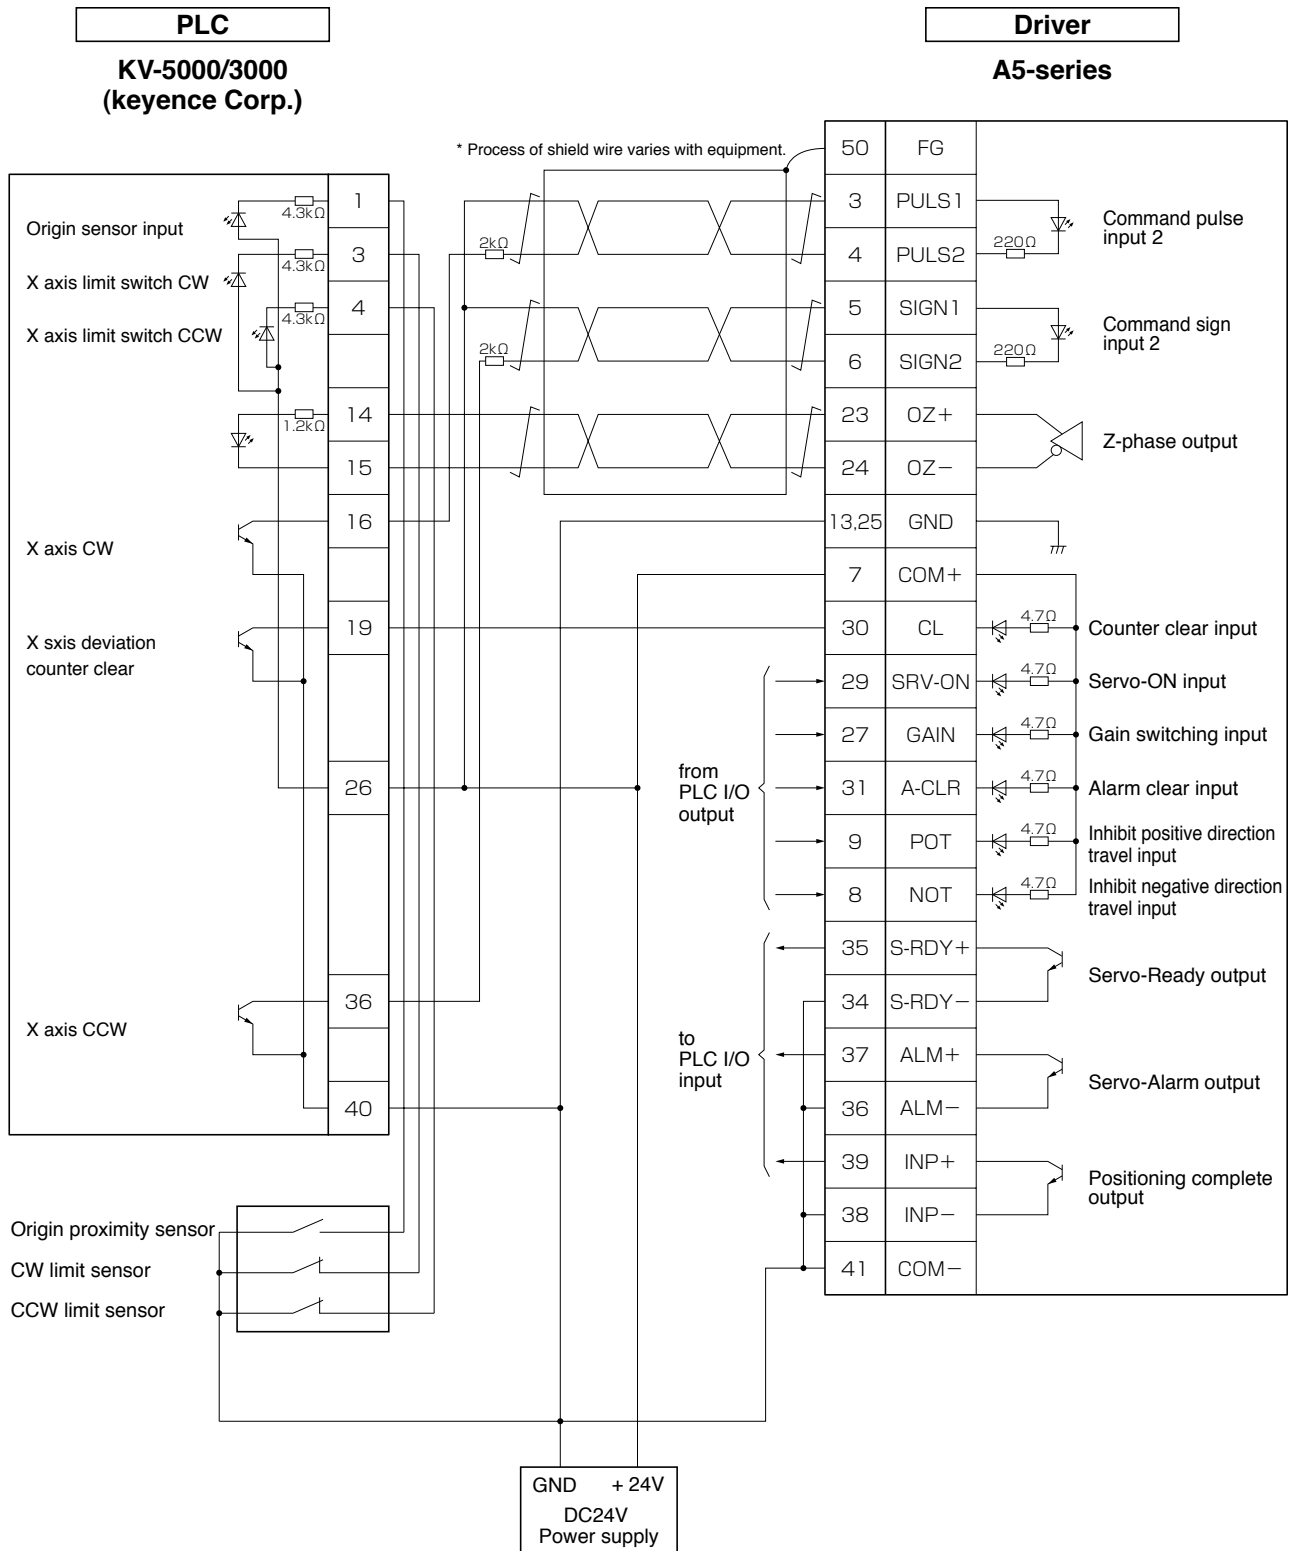 PLC
KV-5000/3000
(keyence Corp.)
Driver
A5-series
* Process of shield wire varies with equipment.
Origin sensor input
X axis limit switch CW
X axis limit switch CCW
X axis CW
X sxis deviation
counter clear
X axis CCW
4.3kΩ
4.3kΩ
4.3kΩ
1.2kΩ
1
3
4
14
15
16
19
26
36
40
2kΩ
2kΩ
50 FG
3 PULS1
4 PULS2
5 SIGN1
6 SIGN2
23 OZ+
24 OZ−
13,25 GND
7 COM+
30 CL
29 SRV-ON
27 GAIN
31 A-CLR
9 POT
8 NOT
35 S-RDY+
34 S-RDY−
37 ALM+
36 ALM−
39 INP+
38 INP−
41 COM−
220Ω
Command pulse
input 2
220Ω
Command sign
input 2
Z-phase output
4.7Ω
Counter clear input
4.7Ω
Servo-ON input
4.7Ω
Gain switching input
4.7Ω
Alarm clear input
4.7Ω
Inhibit positive direction
travel input
4.7Ω
Inhibit negative direction
travel input
Servo-Ready output
Servo-Alarm output
Positioning complete
output
from
PLC I/O
output
to
PLC I/O
input
Origin proximity sensor
CW limit sensor
CCW limit sensor
GND + 24V
DC24V
Power supply